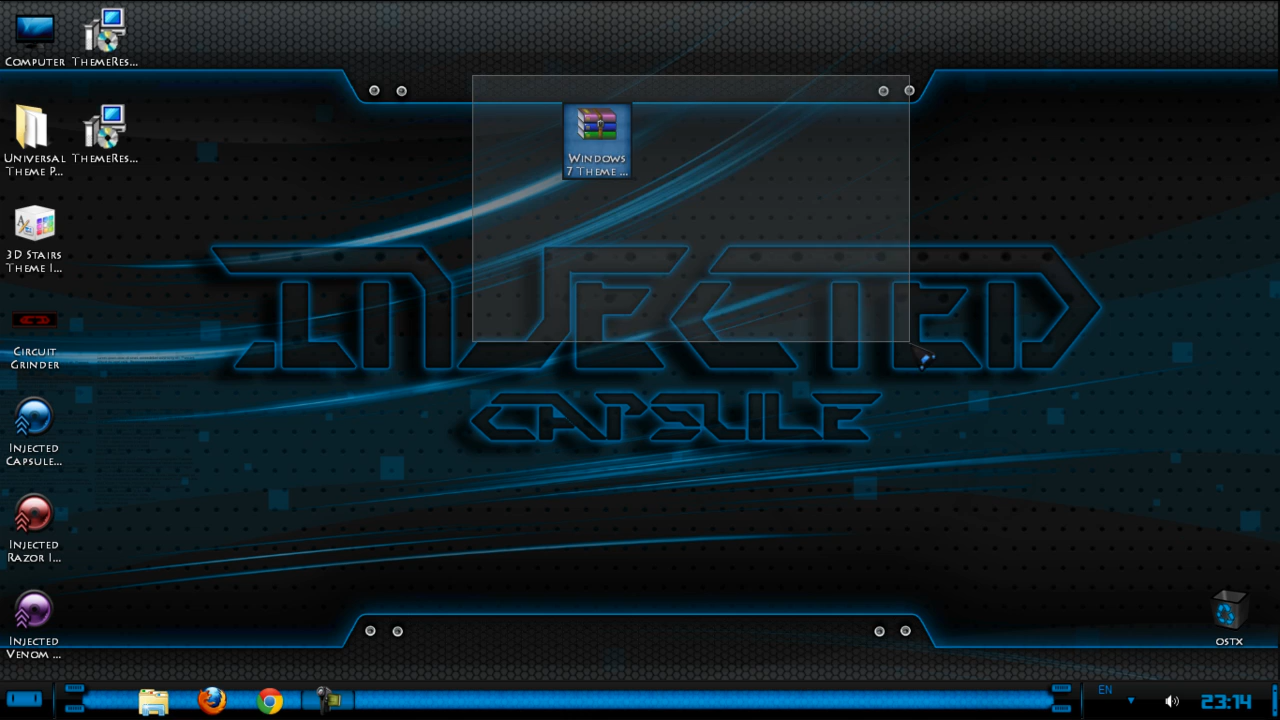 Computer
ThemeRes...
Universal
Theme P...
ThemeRes...
3D Stairs
Theme I...
Circuit
Grinder
Injected
Capsule...
Injected
Razor I...
Injected
Venom ...
Windows
7 Theme ...
INJECTED
CAPSULE
OSTX
EN
23:14